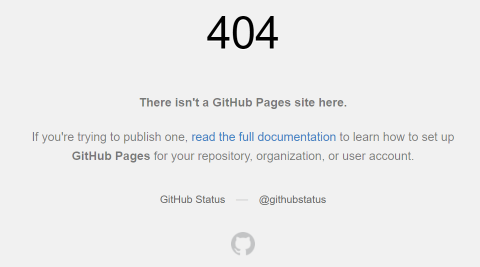 404
There isn't a GitHub Pages site here.
If you're trying to publish one, read the full documentation to learn how to set up
GitHub Pages for your repository, organization, or user account.
GitHub Status — @githubstatus